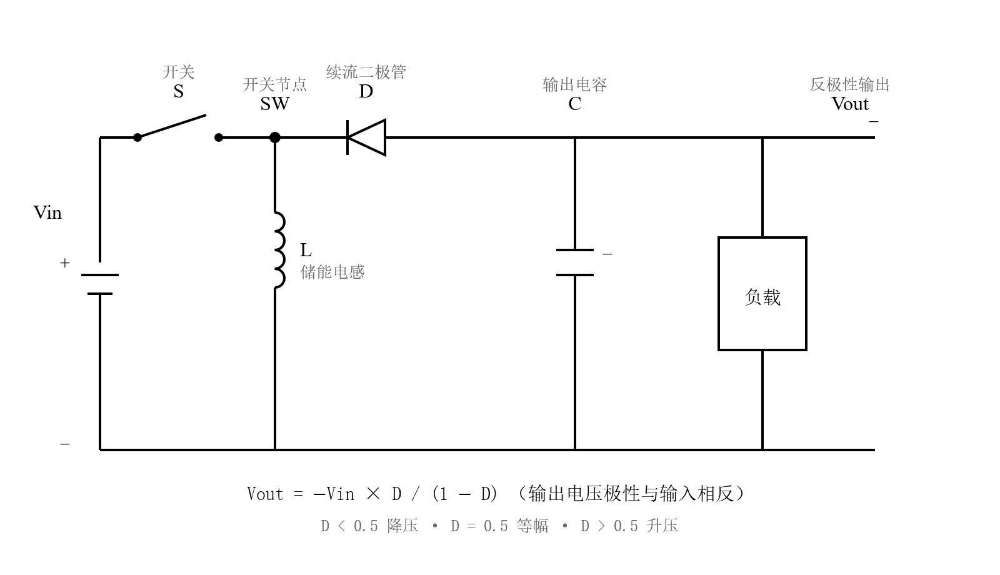 开关
S
开关节点
SW
续流二极管
D
输出电容
C
反极性输出
Vout
−
Vin
+
−
L
储能电感
−
负载
Vout = −Vin × D / (1 − D) （输出电压极性与输入相反）
D < 0.5 降压 • D = 0.5 等幅 • D > 0.5 升压